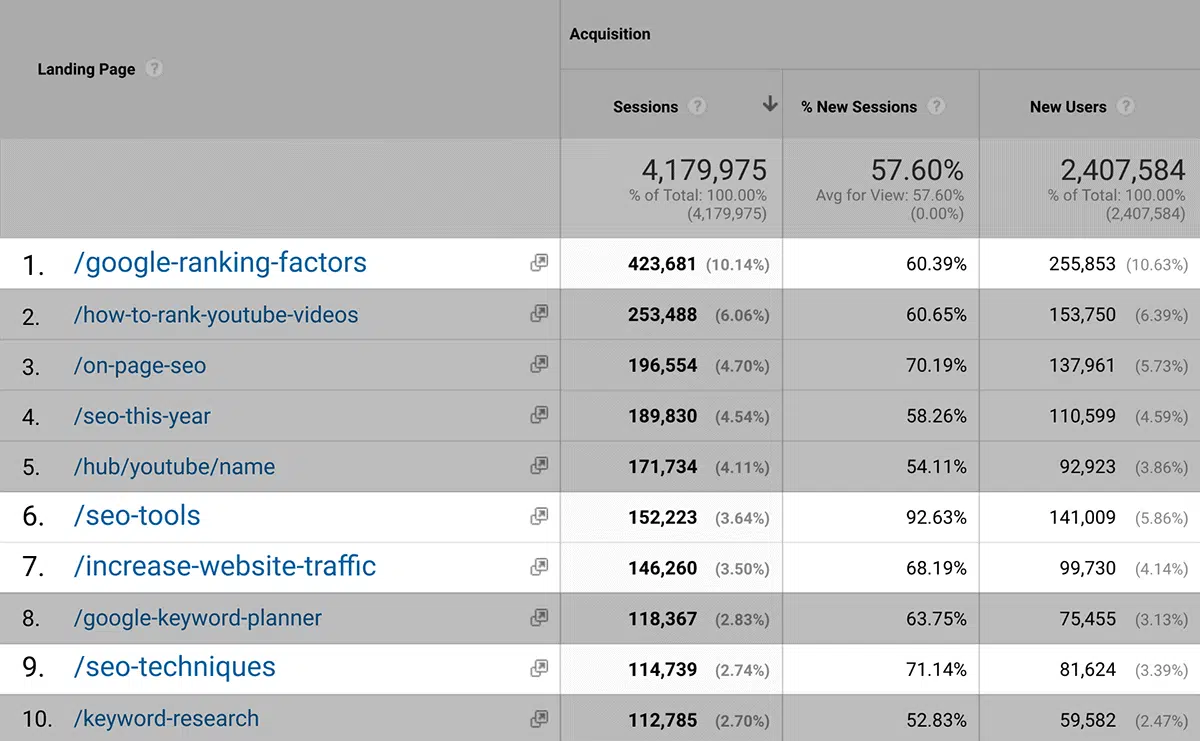 Acquisition
Landing Page ?
Sessions ? % New Sessions ? New Users ?
4,179,975 57.60% 2,407,584
% of Total: 100.00% Avg for View: 57.60% % of Total: 100.00%
(4,179,975) (0.00%) (2,407,584)
1. /google-ranking-factors 423,681 (10.14%) 60.39% 255,853 (10.63%)
2. /how-to-rank-youtube-videos 253,488 (6.06%) 60.65% 153,750 (6.39%)
3. /on-page-seo 196,554 (4.70%) 70.19% 137,961 (5.73%)
4. /seo-this-year 189,830 (4.54%) 58.26% 110,599 (4.59%)
5. /hub/youtube/name 171,734 (4.11%) 54.11% 92,923 (3.86%)
6. /seo-tools 152,223 (3.64%) 92.63% 141,009 (5.86%)
7. /increase-website-traffic 146,260 (3.50%) 68.19% 99,730 (4.14%)
8. /google-keyword-planner 118,367 (2.83%) 63.75% 75,455 (3.13%)
9. /seo-techniques 114,739 (2.74%) 71.14% 81,624 (3.39%)
10. /keyword-research 112,785 (2.70%) 52.83% 59,582 (2.47%)